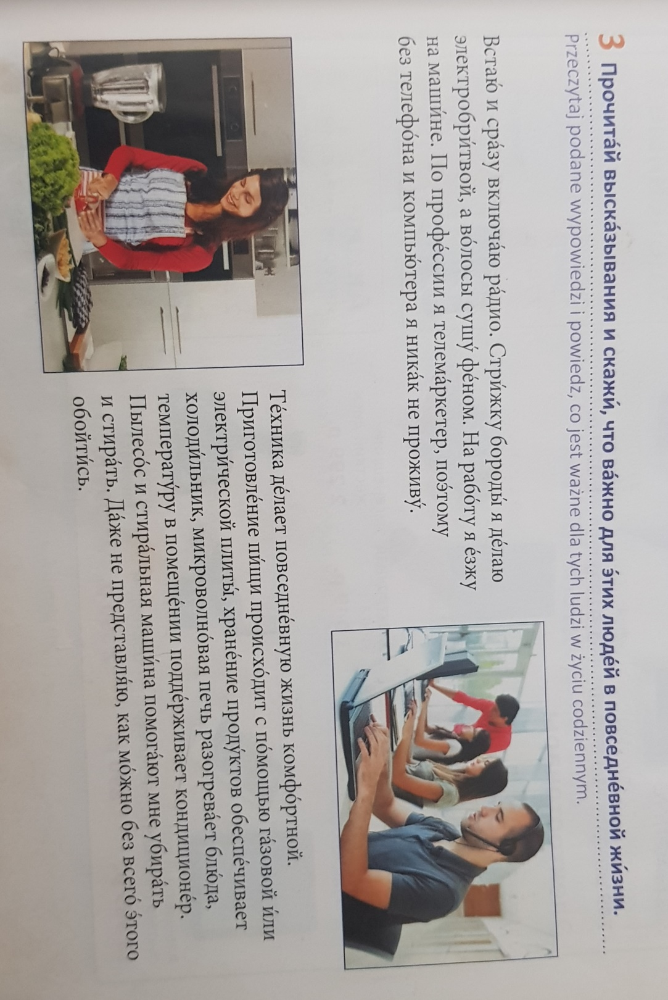 3 Прочита́й выска́зывания и скажи́, что ва́жно для э́тих люде́й в повседне́вной жи́зни.
Przeczytaj podane wypowiedzi i powiedz, co jest ważne dla tych ludzi w życiu codziennym.
Встаю́ и сра́зу включа́ю ра́дио. Стри́жку бороды́ я де́лаю
электробри́твой, а во́лосы сушу́ фе́ном. На рабо́ту я е́зжу
на маши́не. По профе́ссии я телема́ркетер, поэ́тому
без телефо́на и компью́тера я ника́к не проживу́.
Те́хника де́лает повседне́вную жизнь комфо́ртной.
Приготовле́ние пи́щи происхо́дит с по́мощью га́зовой и́ли
электри́ческой плиты́, хране́ние проду́ктов обеспе́чивает
холоди́льник, микроволно́вая печь разогрева́ет блю́да,
температу́ру в помеще́нии подде́рживает кондиционе́р.
Пылесо́с и стира́льная маши́на помога́ют мне убира́ть
и стира́ть. Да́же не представля́ю, как мо́жно без всего́ э́того
обойти́сь.